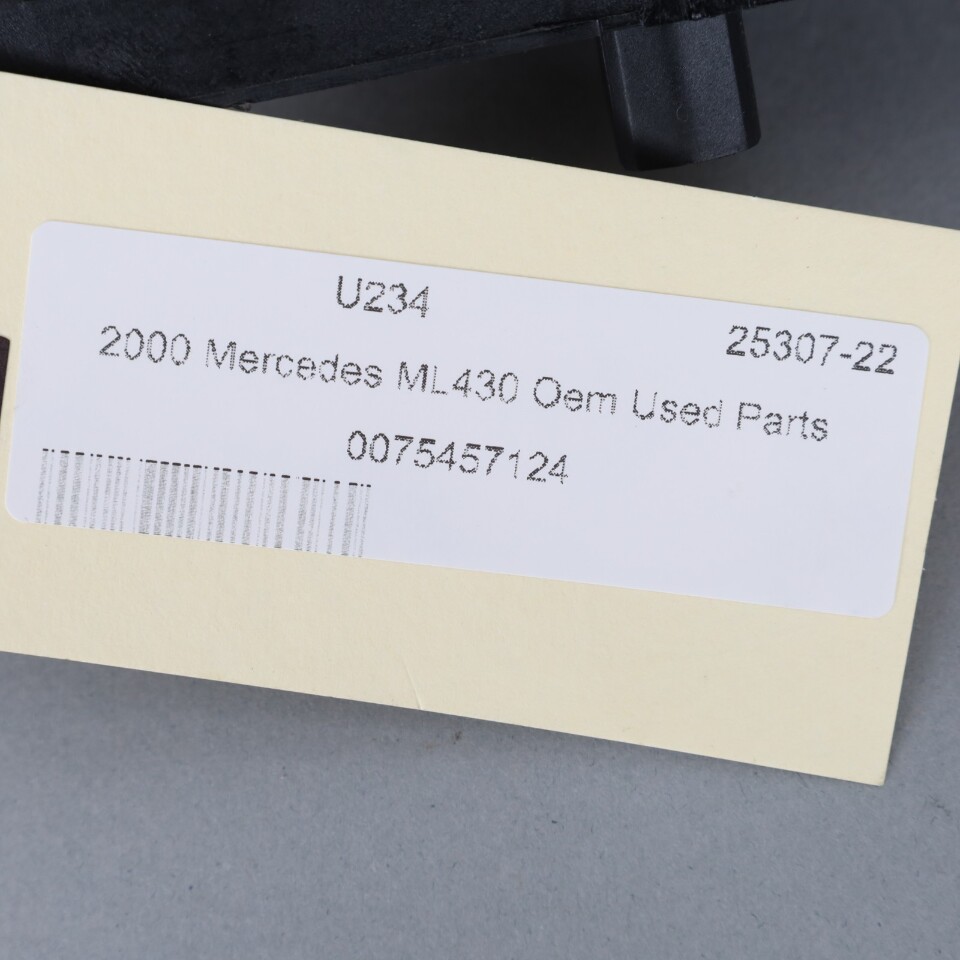 U234
25307-22
2000 Mercedes ML430 Oem Used Parts
0075457124